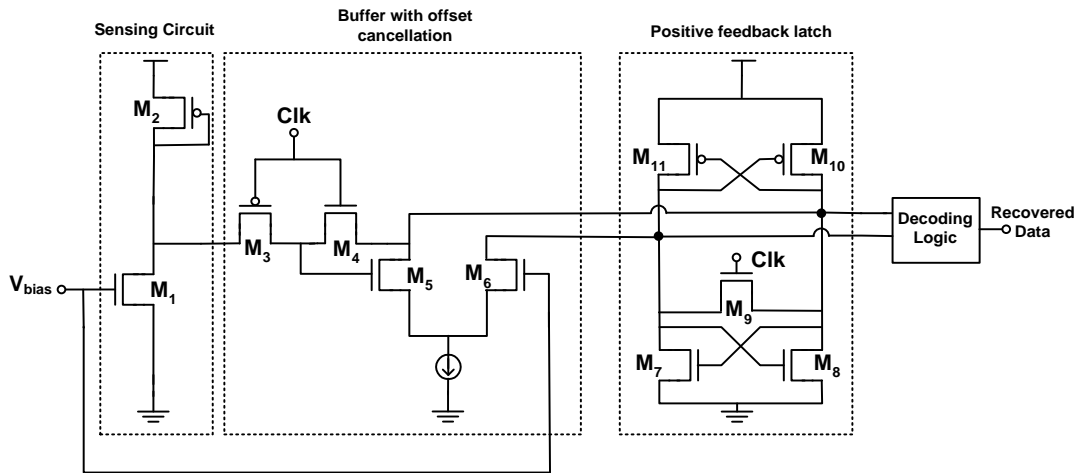 Sensing Circuit
Buffer with offset
cancellation
Positive feedback latch
M2
Clk
M11
M10
Decoding
Logic
Recovered
Data
M3
M4
Clk
Vbias
M1
M5
M6
M9
M7
M8